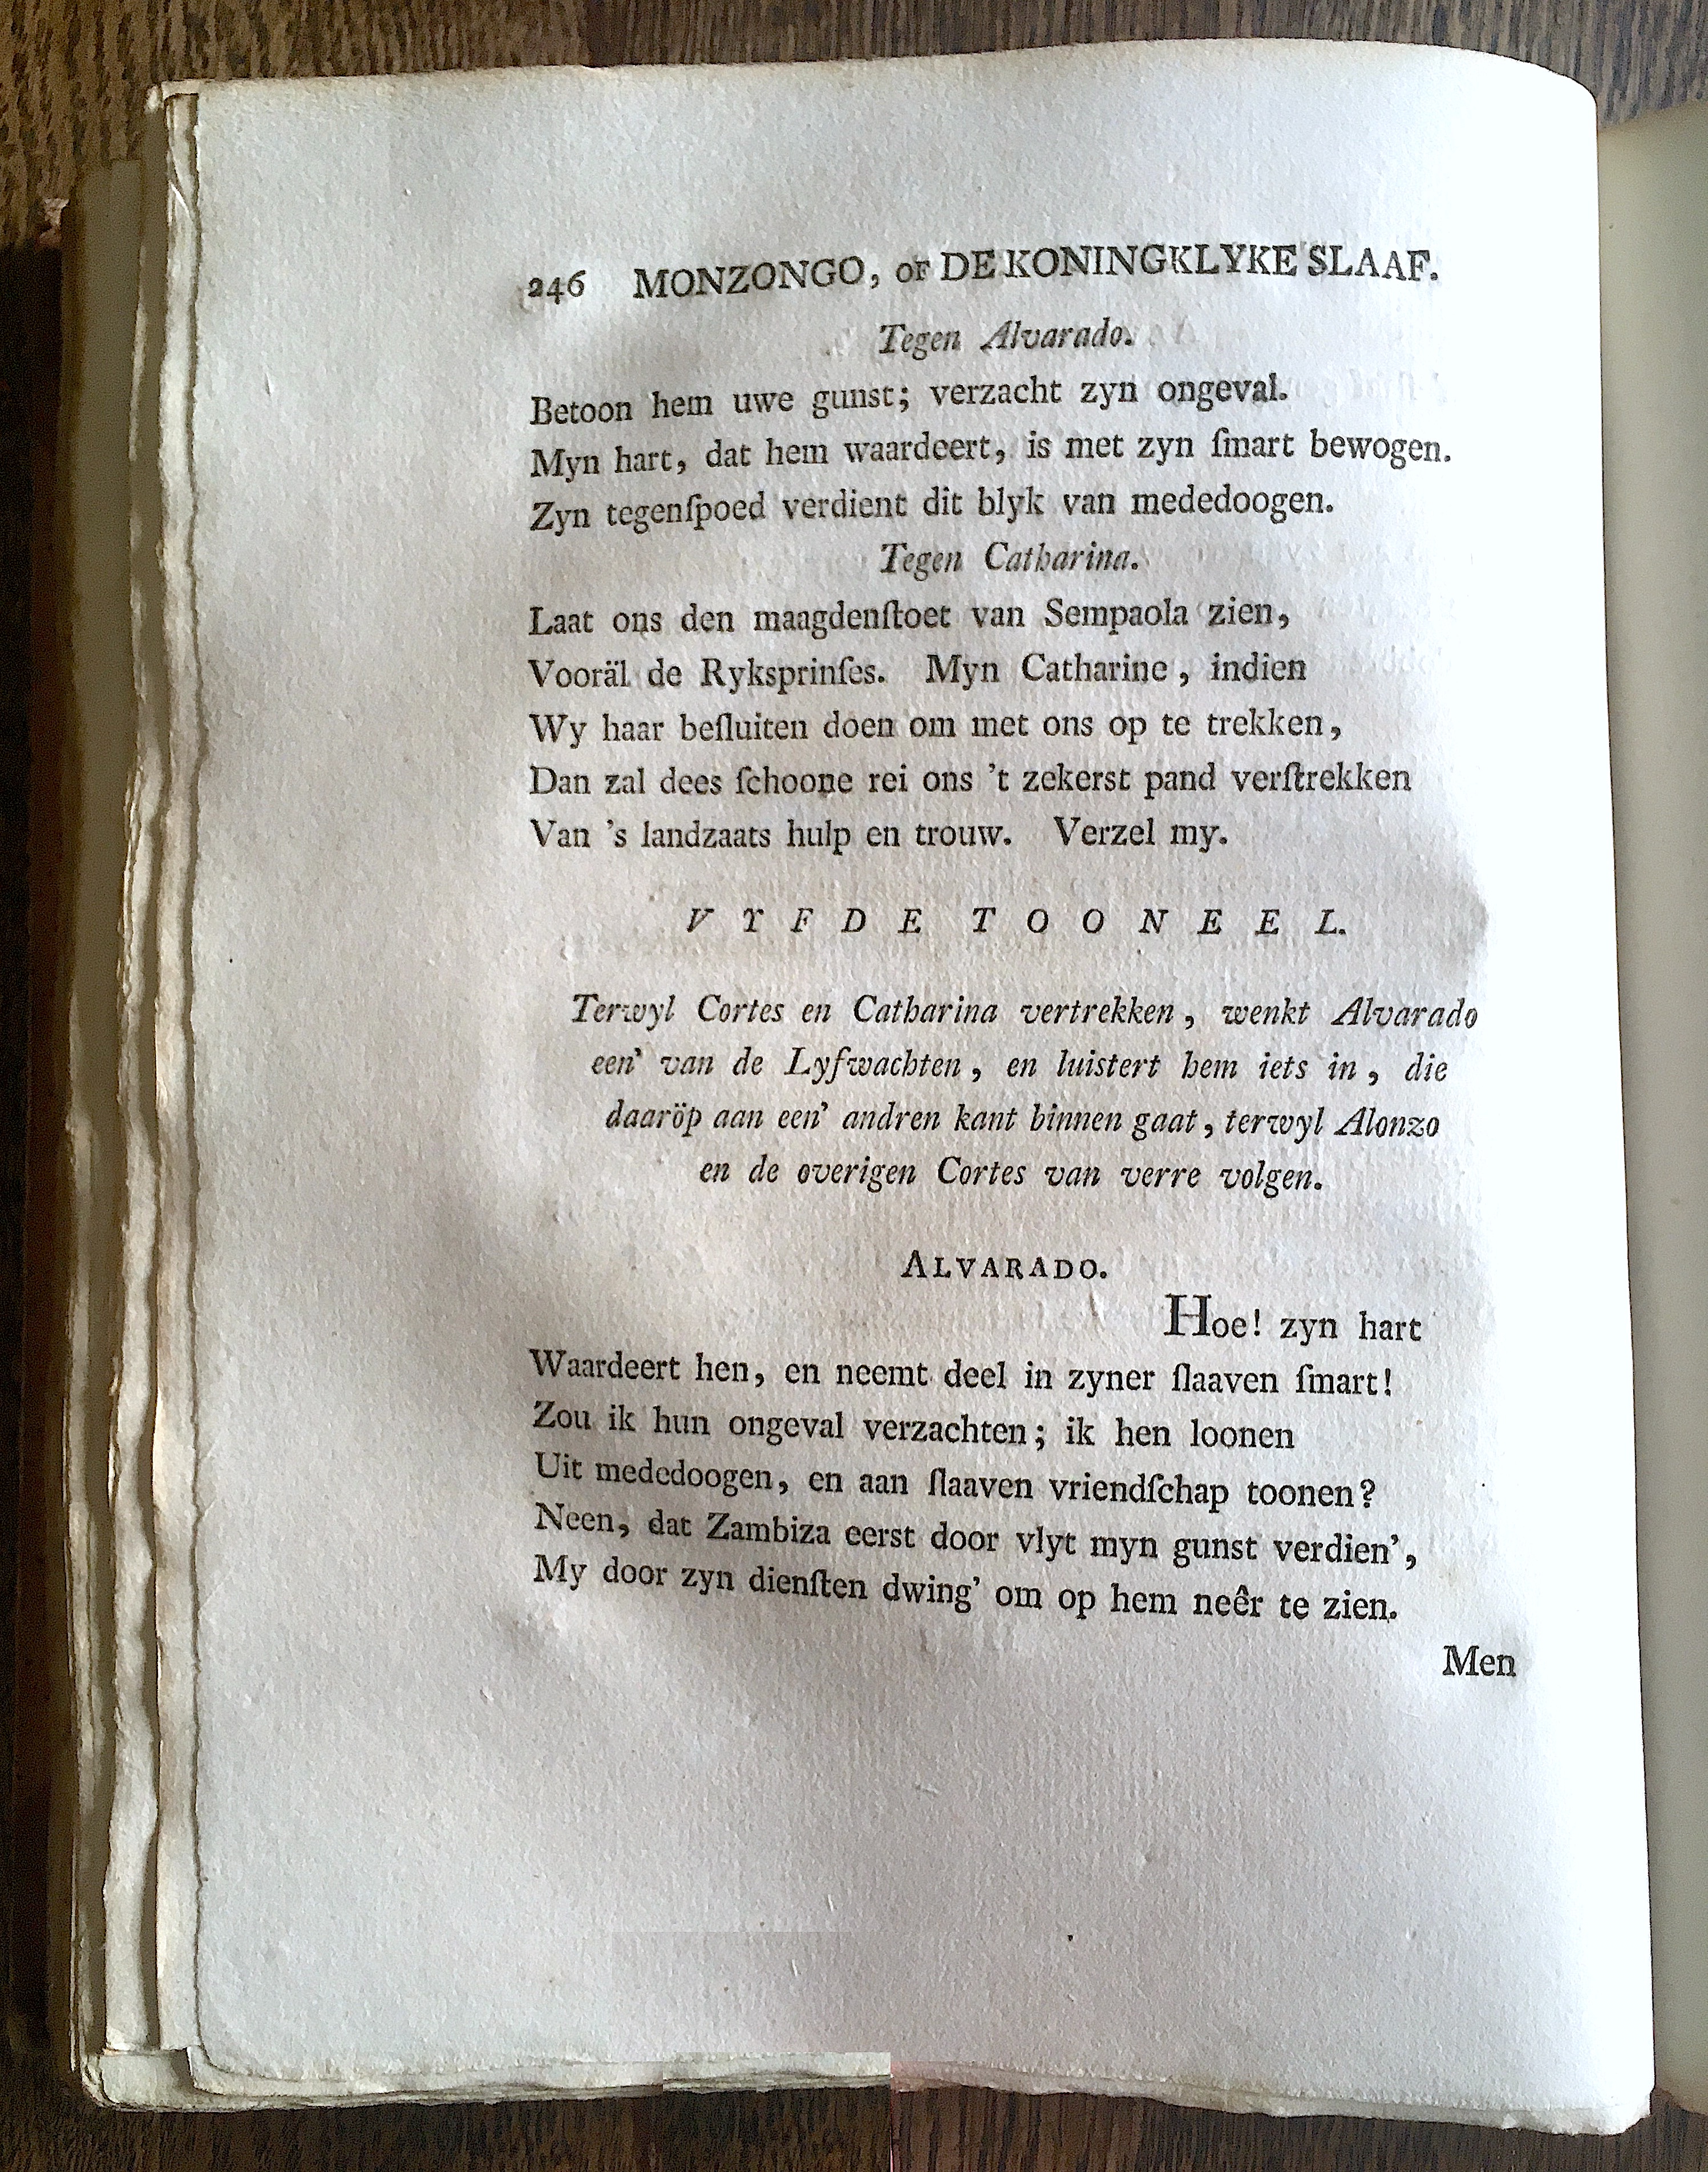 246 MONZONGO, OF DE KONINGKLYKE SLAAF.
Tegen Alvarado.
Betoon hem uwe gunst; verzacht zyn ongeval.
Myn hart, dat hem waardeert, is met zyn ſmart bewogen.
Zyn tegenſpoed verdient dit blyk van mededoogen.
Tegen Catharina.
Laat ons den maagdenſtoet van Sempaola zien,
Vooräl de Ryksprinſes. Myn Catharine, indien
Wy haar beſluiten doen om met ons op te trekken,
Dan zal dees ſchoone rei ons 't zekerst pand verſtrekken
Van 's landzaats hulp en trouw. Verzel my.
VYFDE TOONEEL.
Terwyl Cortes en Catharina vertrekken, wenkt Alvarado
een' van de Lyfwachten, en luistert hem iets in, die
daaröp aan een' andren kant binnen gaat, terwyl Alonzo
en de overigen Cortes van verre volgen.
ALVARADO.
Hoe! zyn hart
Waardeert hen, en neemt deel in zyner ſlaaven ſmart!
Zou ik hun ongeval verzachten; ik hen loonen
Uit mededoogen, en aan ſlaaven vriendſchap toonen?
Neen, dat Zambiza eerst door vlyt myn gunst verdien',
My door zyn dienſten dwing' om op hem neêr te zien.
Men